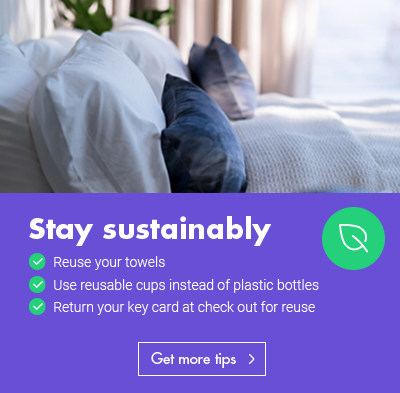 Stay sustainably
Reuse your towels
Use reusable cups instead of plastic bottles
Return your key card at check out for reuse
Get more tips